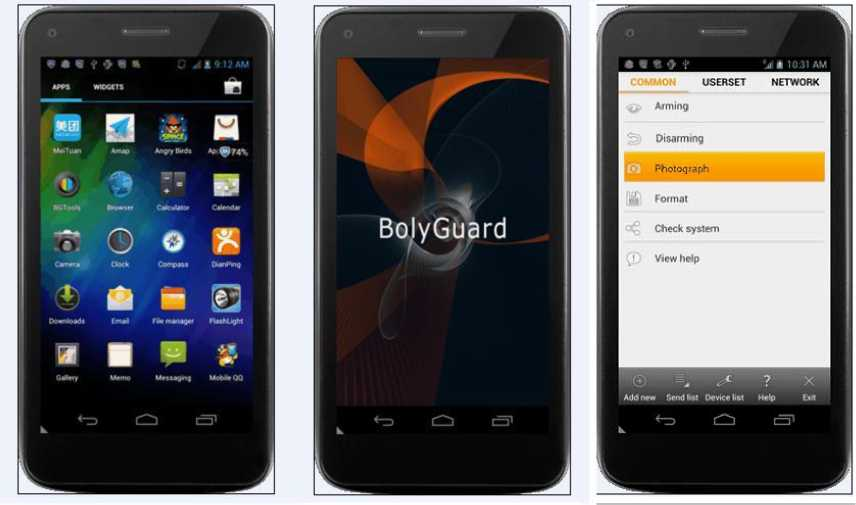 9:12 AM
APPS WIDGETS
美团
MeiTuan Amap Angry Birds
SPACE
74%
BGTools Browser Calculator Calendar
Camera Clock Compass DianPing
Downloads Email File manager FlashLight
Gallery Memo Messaging Mobile QQ
BolyGuard
10:31 AM
COMMON USERSET NETWORK
Arming
Disarming
Photograph
Format
Check system
View help
Add new Send list Device list Help Exit